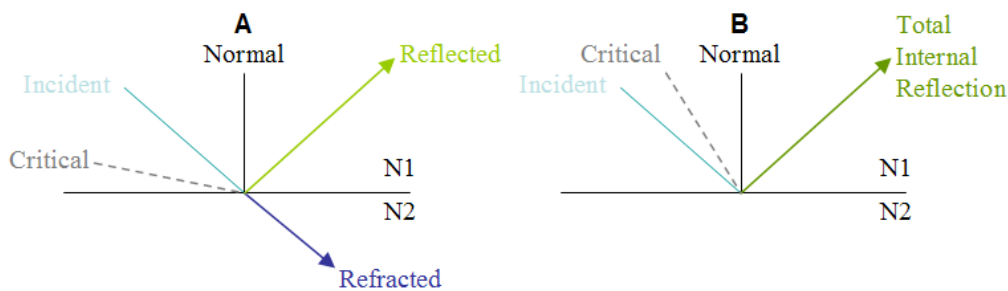 A
Normal
Reflected
Incident
Critical
N1
N2
Refracted
B
Total
Internal
Reflection
Normal
Critical
Incident
N1
N2